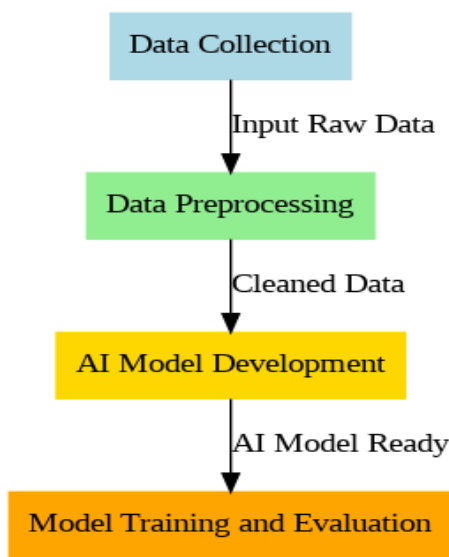 Data Collection
Input Raw Data
Data Preprocessing
Cleaned Data
AI Model Development
AI Model Ready
Model Training and Evaluation